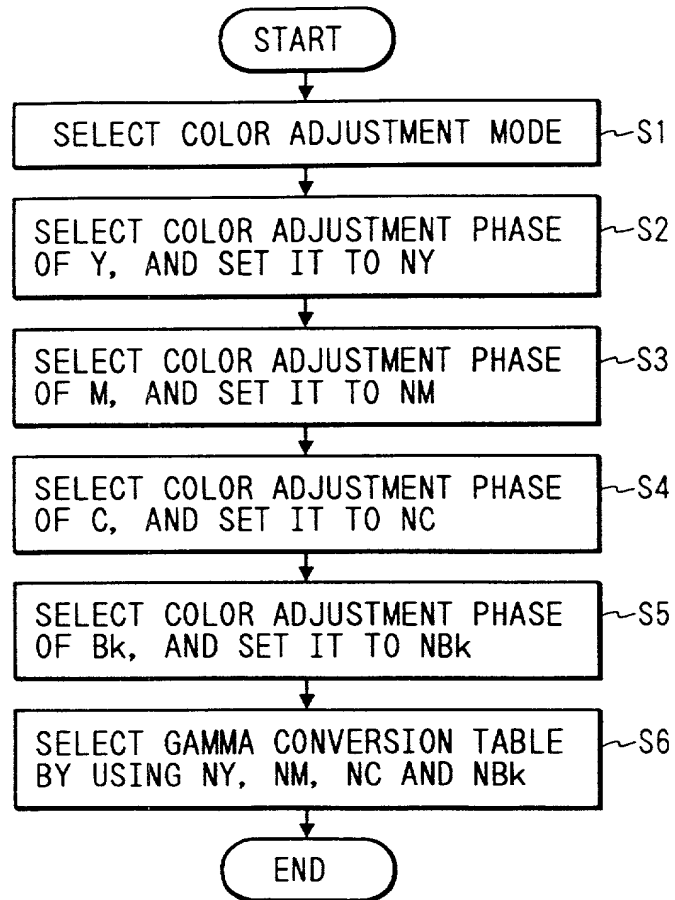 START
SELECT COLOR ADJUSTMENT MODE
S1
SELECT COLOR ADJUSTMENT PHASE
OF Y, AND SET IT TO NY
S2
SELECT COLOR ADJUSTMENT PHASE
OF M, AND SET IT TO NM
S3
SELECT COLOR ADJUSTMENT PHASE
OF C, AND SET IT TO NC
S4
SELECT COLOR ADJUSTMENT PHASE
OF Bk, AND SET IT TO NBk
S5
SELECT GAMMA CONVERSION TABLE
BY USING NY, NM, NC AND NBk
S6
END